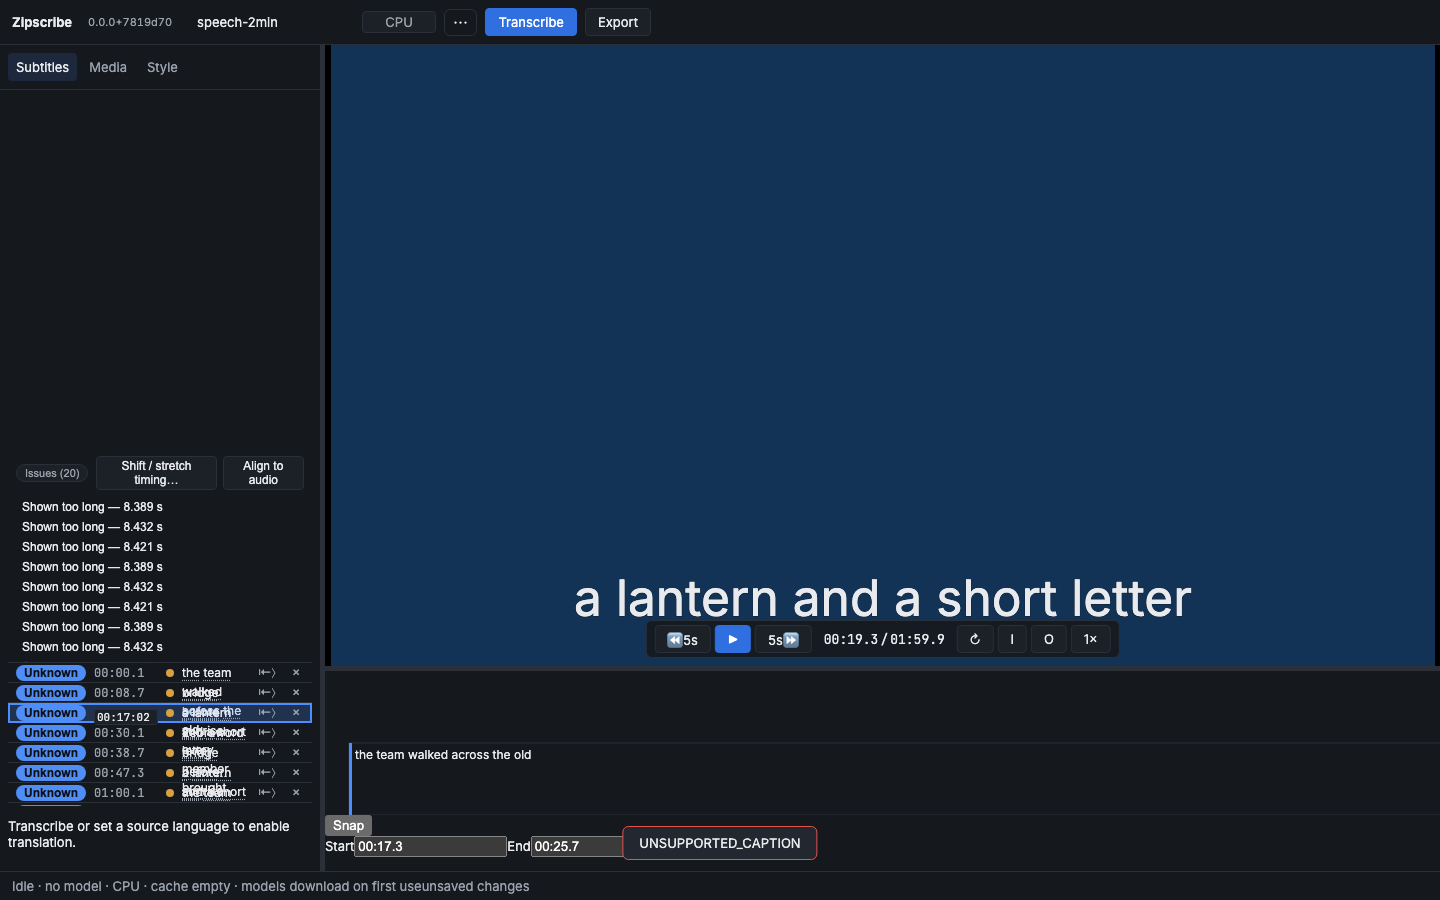 Zipscribe 0.0.0+7819d70 speech-2min CPU ··· Transcribe Export
Subtitles Media Style
Issues (20) Shift / stretch timing… Align to audio
Shown too long — 8.389 s
Shown too long — 8.432 s
Shown too long — 8.421 s
Shown too long — 8.389 s
Shown too long — 8.432 s
Shown too long — 8.421 s
Shown too long — 8.389 s
Shown too long — 8.432 s
Unknown 00:00.1 the team ×
Unknown 00:08.7 ×
Unknown 00:17:02 a lantern ×
Unknown 00:30.1 ×
Unknown 00:38.7 ×
Unknown 00:47.3 a lantern ×
Unknown 01:00.1 ×
Transcribe or set a source language to enable
translation.
a lantern and a short letter
5s 5s 00:19.3 / 01:59.9 I O 1×
the team walked across the old
Snap
Start 00:17.3 End 00:25.7 UNSUPPORTED_CAPTION
Idle · no model · CPU · cache empty · models download on first useunsaved changes